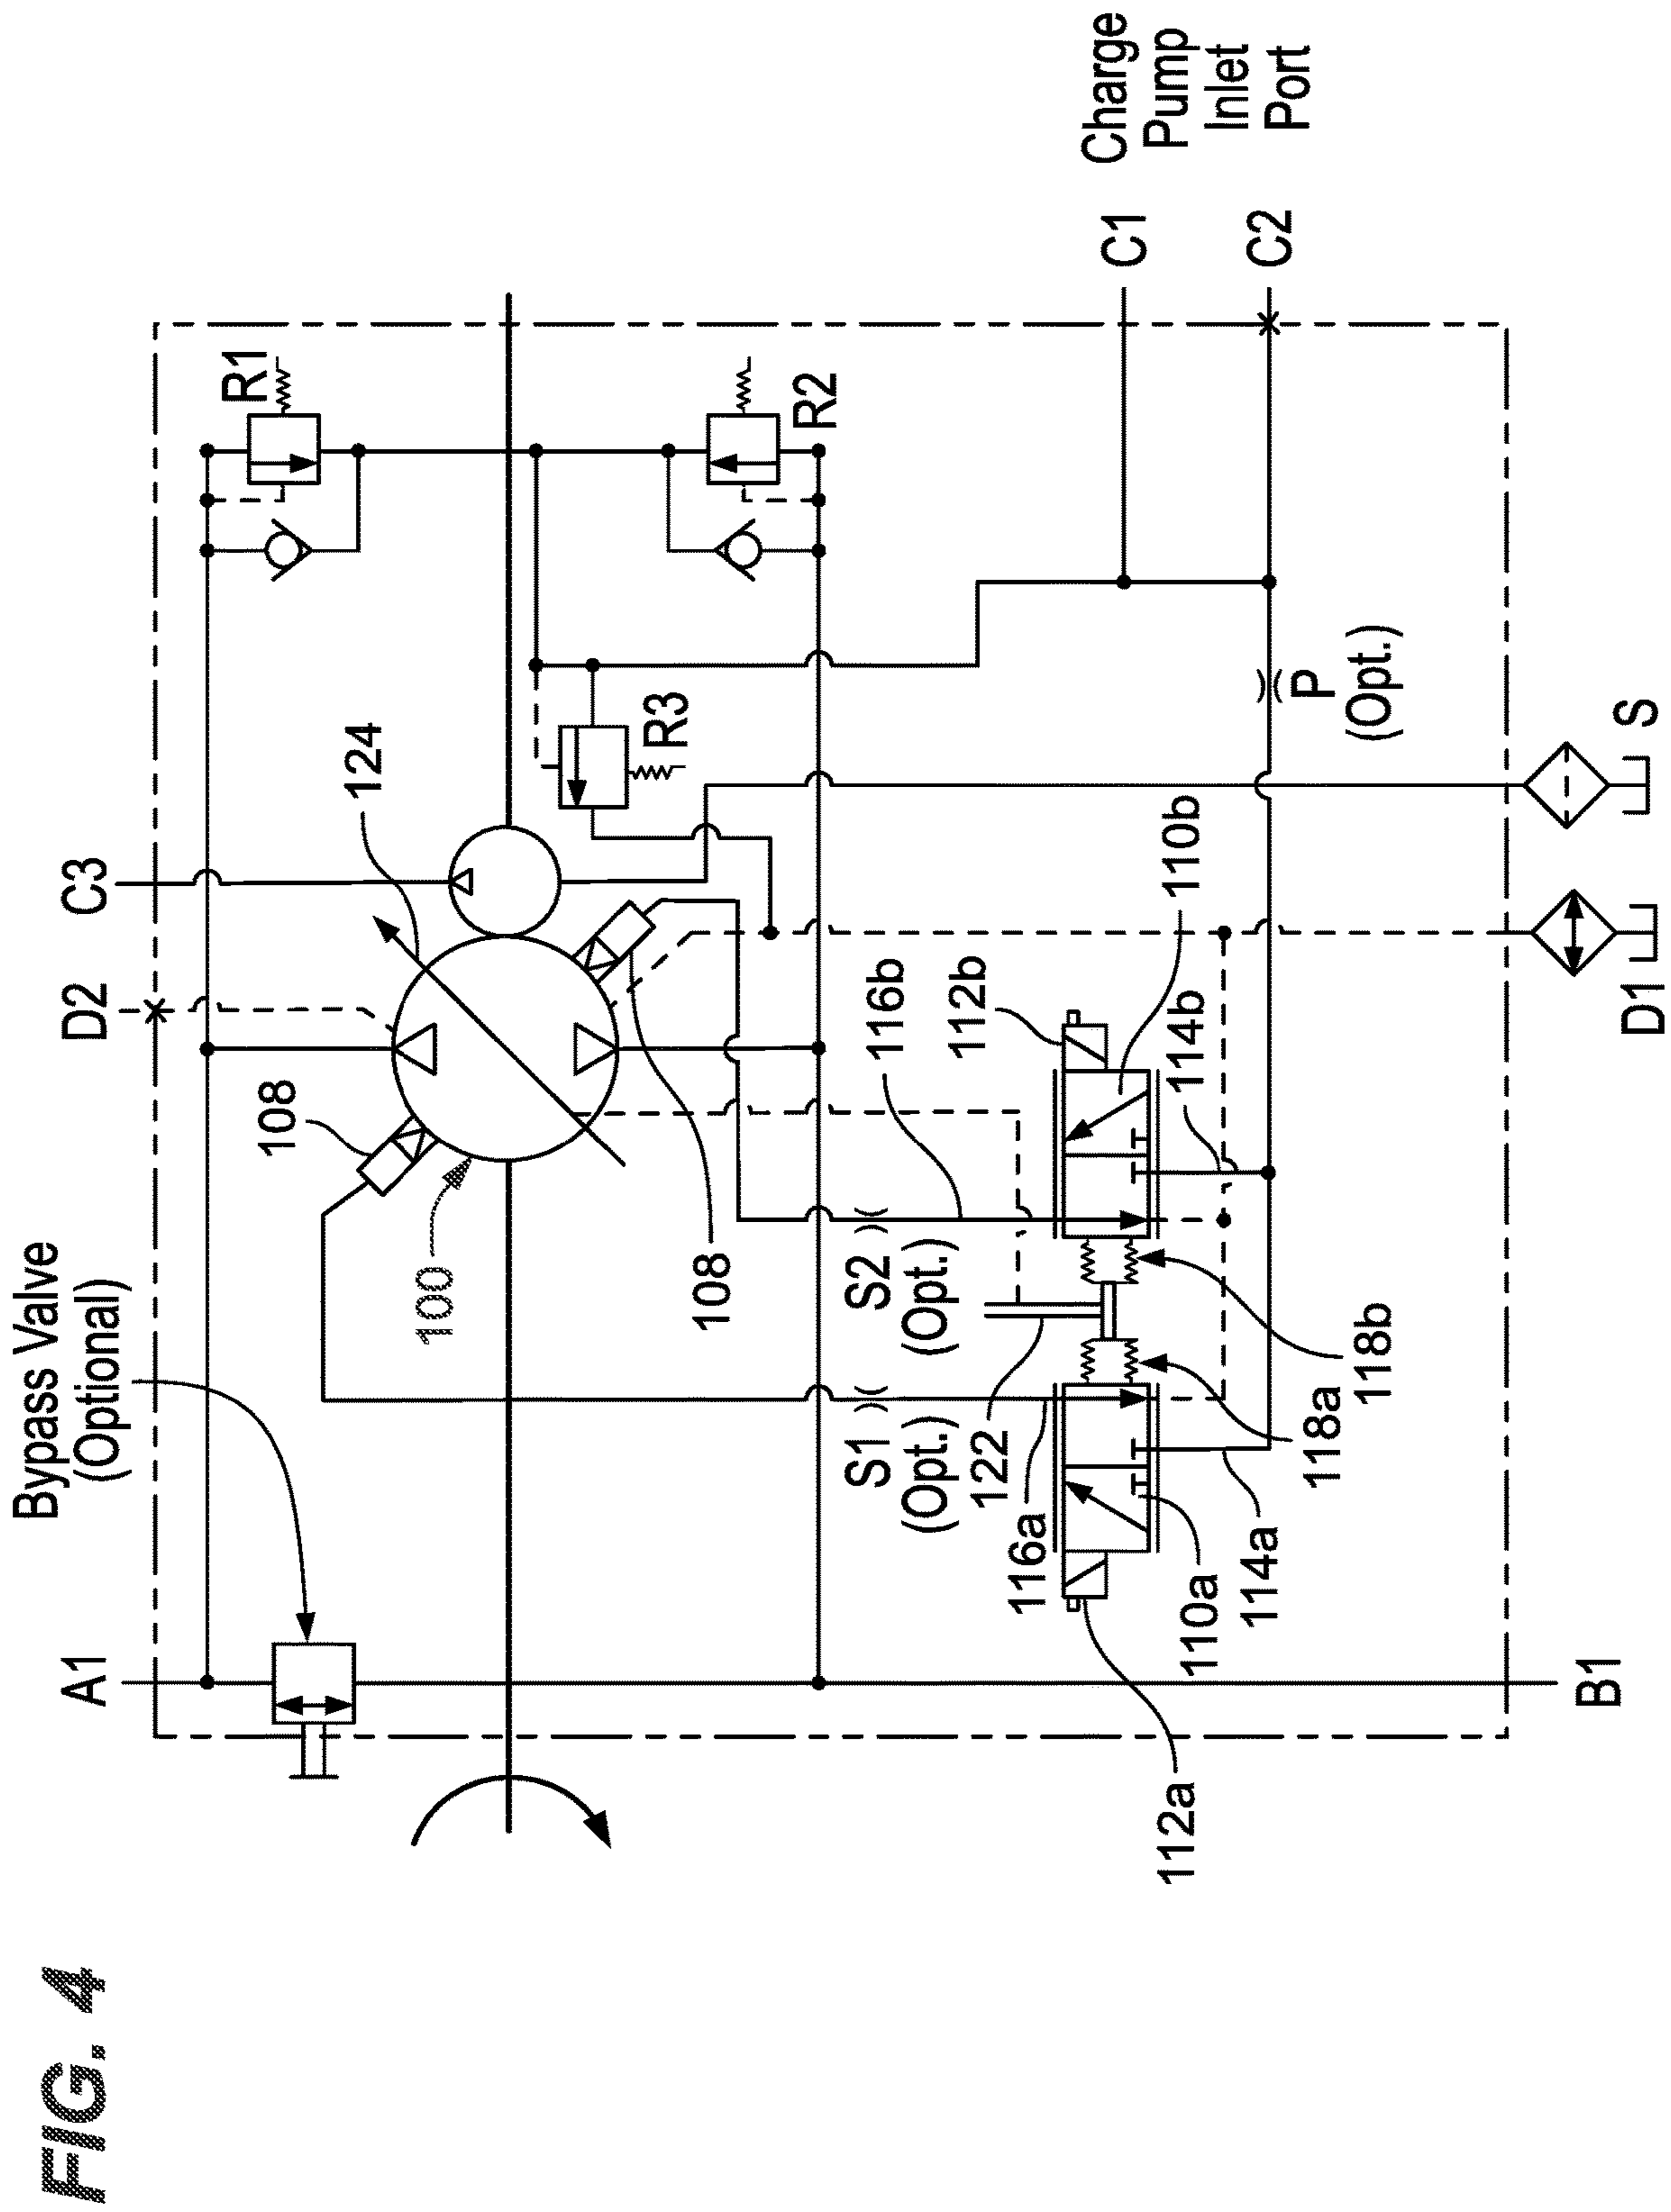 FIG. 4
Bypass Valve
(Optional)
A1
D2
C3
108
124
100
108
R1
R2
R3
C1
C2
Charge
Pump
Inlet
Port
S1
(Opt.)
S2
(Opt.)
116b
112b
110b
114b
122
116a
118b
118a
110a
114a
112a
P
(Opt.)
S
D1
B1